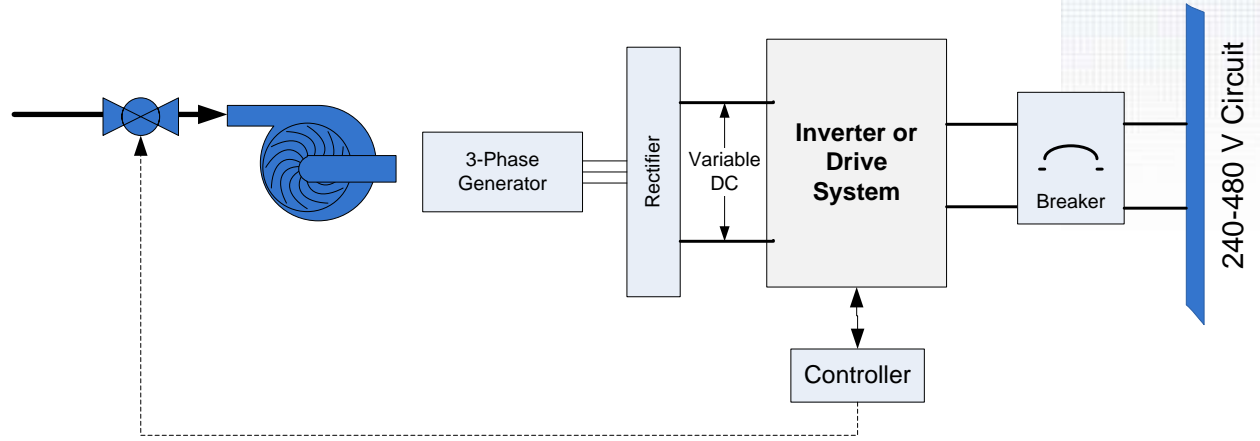 3-Phase
Generator
Rectifier
Variable
DC
Inverter or
Drive
System
Breaker
240-480 V Circuit
Controller